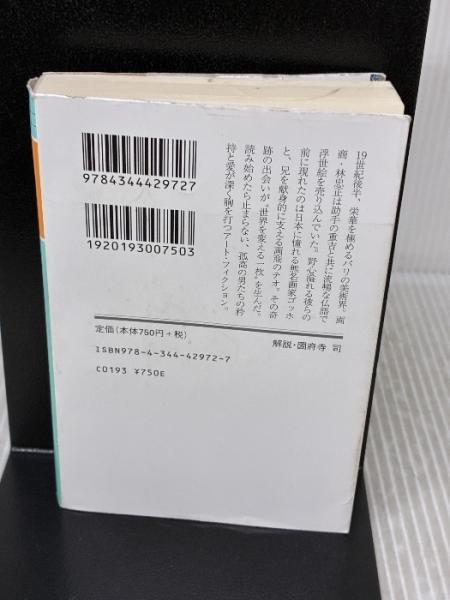 19世紀後半、栄華を極めるパリの美術界。画
商・林忠正は助手の重吉と共に流暢な仏語で
浮世絵を売り込んでいた。野心溢れる彼らの
前に現れたのは日本に憧れる無名画家ゴッホ
と、兄を献身的に支える画商のテオ。その奇
跡の出会いが"世界を変える一枚"を生んだ。
読み始めたら止まらない、孤高の男たちの矜
持と愛が深く胸を打つアート・フィクション。
9784344429727
1920193007503
定価(本体750円+税)
解説・圀府寺 司
ISBN978-4-344-42972-7
C0193 ¥750E